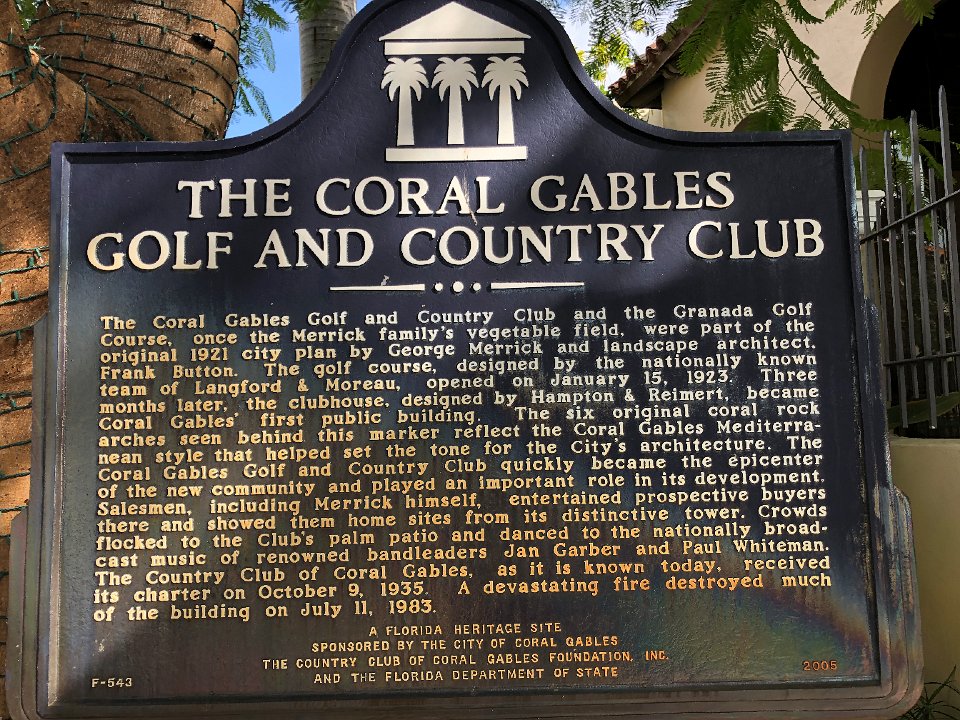 THE CORAL GABLES
GOLF AND COUNTRY CLUB
The Coral Gables Golf and Country Club and the Granada Golf
Course, once the Merrick family's vegetable field, were part of the
original 1921 city plan by George Merrick and landscape architect,
Frank Button. The golf course, designed by the nationally known
team of Langford & Moreau, opened on January 15, 1923. Three
months later, the clubhouse, designed by Hampton & Reimert, became
Coral Gables' first public building. The six original coral rock
arches seen behind this marker reflect the Coral Gables Mediterra-
nean style that helped set the tone for the City's architecture. The
Coral Gables Golf and Country Club quickly became the epicenter
of the new community and played an important role in its development.
Salesmen, including Merrick himself, entertained prospective buyers
there and showed them home sites from its distinctive tower. Crowds
flocked to the Club's palm patio and danced to the nationally broad-
cast music of renowned bandleaders Jan Garber and Paul Whiteman.
The Country Club of Coral Gables, as it is known today, received
its charter on October 9, 1935. A devastating fire destroyed much
of the building on July 11, 1983.
A FLORIDA HERITAGE SITE
SPONSORED BY THE CITY OF CORAL GABLES
THE COUNTRY CLUB OF CORAL GABLES FOUNDATION, INC.
AND THE FLORIDA DEPARTMENT OF STATE
F-543
2005